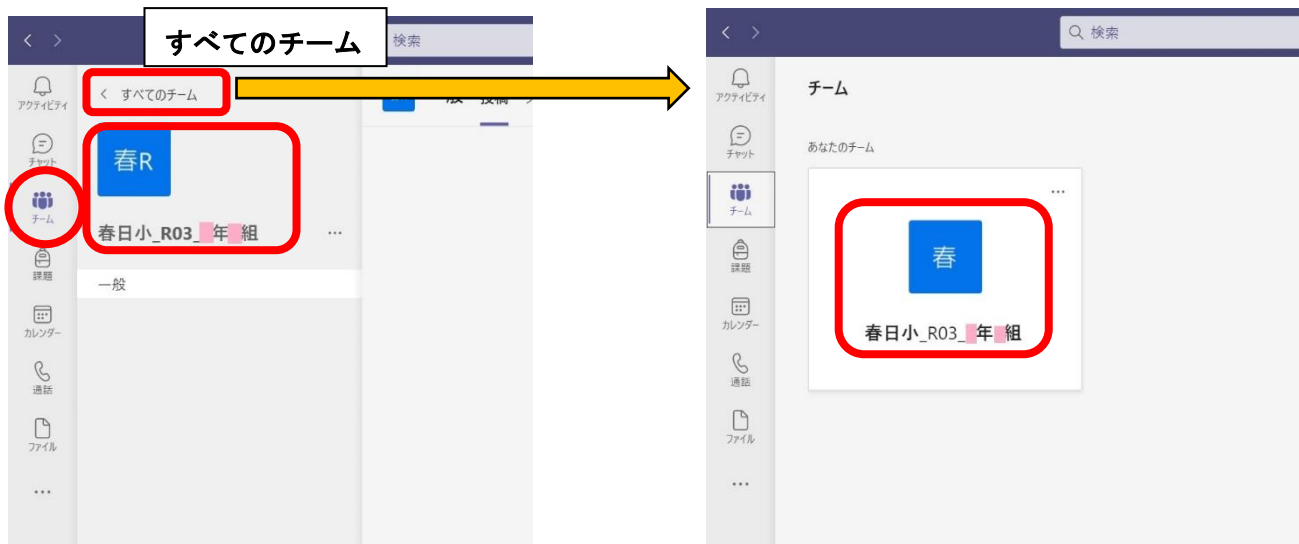 すべてのチーム
検索
アクティビティ
< すべてのチーム
投稿
チャット
春R
チーム
春日小_R03_ 年 組
...
課題
一般
カレンダー
通話
ファイル
...
検索
アクティビティ
チーム
チャット
あなたのチーム
...
チーム
春
課題
カレンダー
春日小_R03_ 年 組
通話
ファイル
...